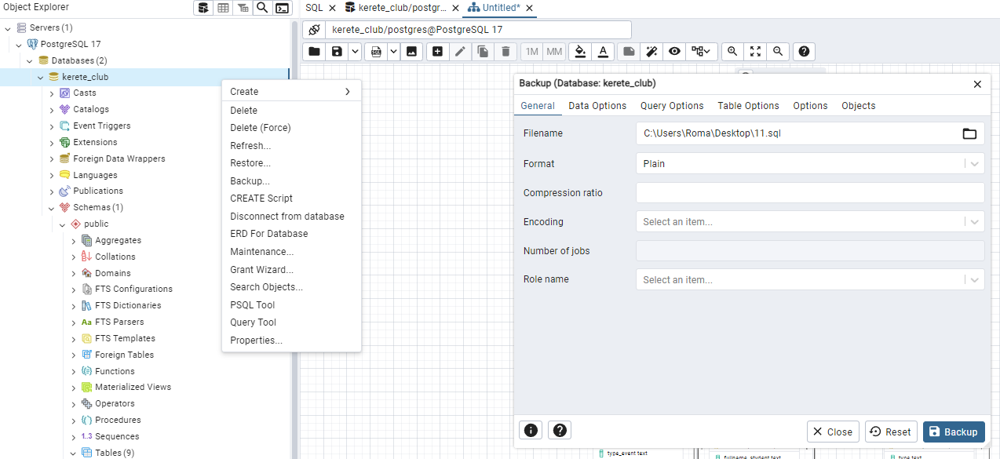 Object Explorer
Servers (1)
PostgreSQL 17
Databases (2)
kerete_club
Casts
Catalogs
Event Triggers
Extensions
Foreign Data Wrappers
Languages
Publications
Schemas (1)
public
Aggregates
Collations
Domains
FTS Configurations
FTS Dictionaries
Aa FTS Parsers
FTS Templates
Foreign Tables
Functions
Materialized Views
Operators
Procedures
1..3 Sequences
Tables (9)
Create
Delete
Delete (Force)
Refresh...
Restore...
Backup...
CREATE Script
Disconnect from database
ERD For Database
Maintenance...
Grant Wizard...
Search Objects...
PSQL Tool
Query Tool
Properties...
SQL
kerete_club/postgr...
Untitled*
kerete_club/postgres@PostgreSQL 17
SQL
1M MM
A
Backup (Database: kerete_club)
General Data Options Query Options Table Options Options Objects
Filename C:\Users\Roma\Desktop\11.sql
Format Plain
Compression ratio
Encoding Select an item...
Number of jobs
Role name Select an item...
Close Reset Backup
type_event text
fullname_student text
type text